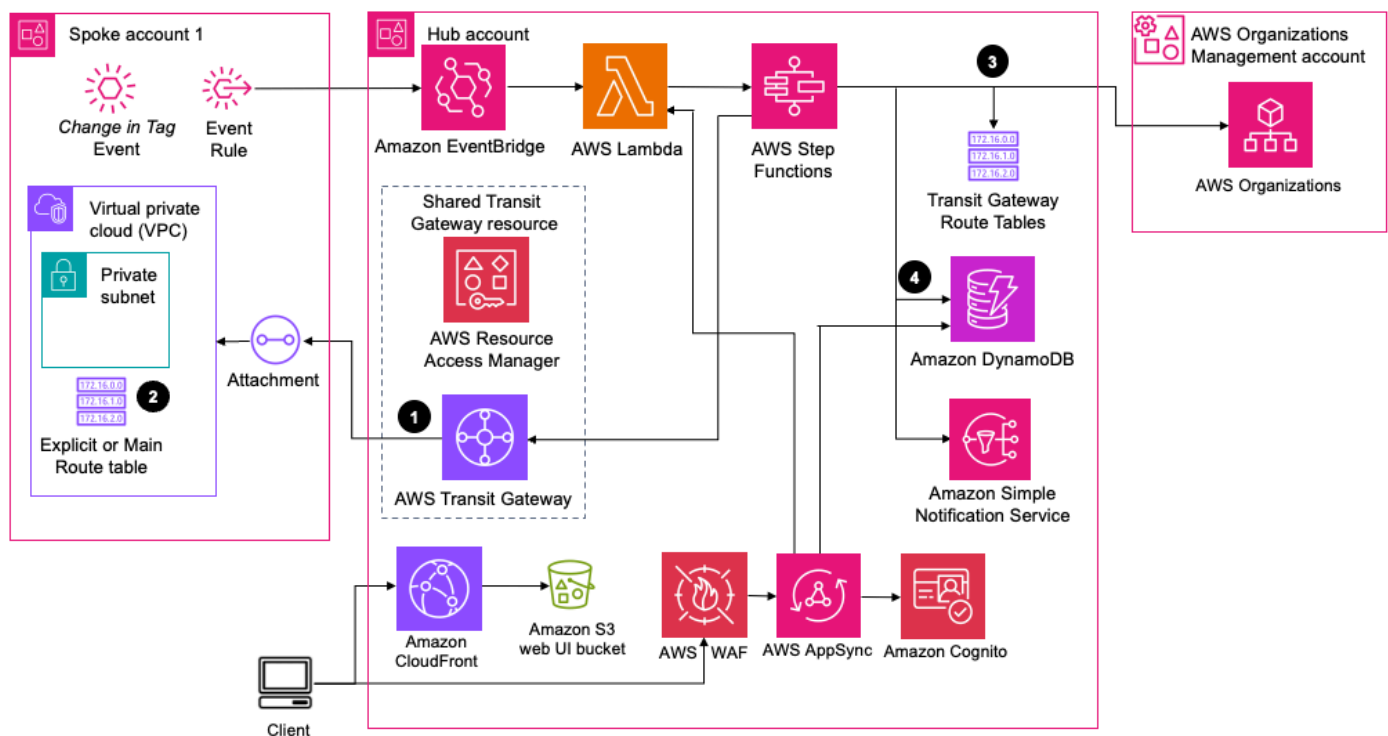 Spoke account 1
Change in Tag
Event
Event
Rule
Virtual private
cloud (VPC)
Private
subnet
172.16.0.0
172.16.1.0
172.16.2.0
2
Explicit or Main
Route table
Attachment
Hub account
Amazon EventBridge
AWS Lambda
AWS Step
Functions
3
172.16.0.0
172.16.1.0
172.16.2.0
Transit Gateway
Route Tables
Shared Transit
Gateway resource
AWS Resource
Access Manager
1
AWS Transit Gateway
4
Amazon DynamoDB
Amazon Simple
Notification Service
Amazon
CloudFront
Amazon S3
web UI bucket
AWS WAF
AWS AppSync
Amazon Cognito
Client
AWS Organizations
Management account
AWS Organizations